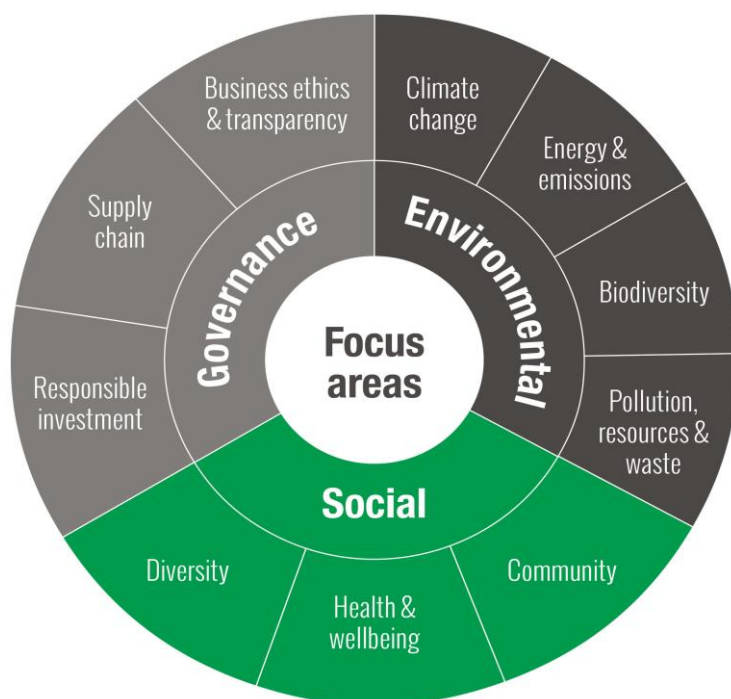 Focus
areas
Environmental
Climate
change
Energy &
emissions
Biodiversity
Pollution,
resources &
waste
Social
Community
Health &
wellbeing
Diversity
Governance
Responsible
investment
Supply
chain
Business ethics
& transparency